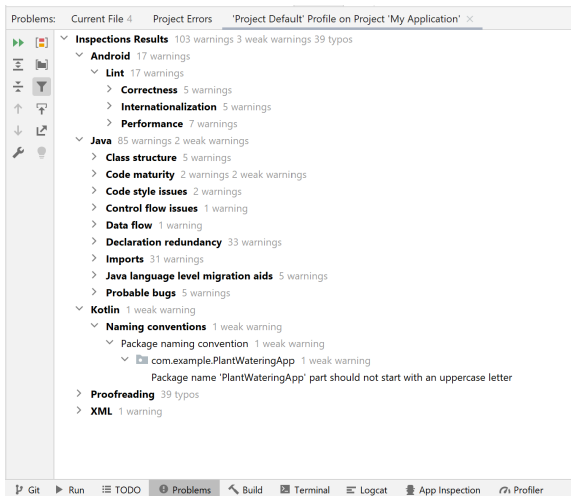 Problems: Current File 4 Project Errors 'Project Default' Profile on Project 'My Application'
Inspections Results 103 warnings 3 weak warnings 39 typos
Android 17 warnings
Lint 17 warnings
Correctness 5 warnings
Internationalization 5 warnings
Performance 7 warnings
Java 85 warnings 2 weak warnings
Class structure 5 warnings
Code maturity 2 warnings 2 weak warnings
Code style issues 2 warnings
Control flow issues 1 warning
Data flow 1 warning
Declaration redundancy 33 warnings
Imports 31 warnings
Java language level migration aids 5 warnings
Probable bugs 5 warnings
Kotlin 1 weak warning
Naming conventions 1 weak warning
Package naming convention 1 weak warning
com.example.PlantWateringApp 1 weak warning
Package name 'PlantWateringApp' part should not start with an uppercase letter
Proofreading 39 typos
XML 1 warning
Git Run TODO Problems Build Terminal Logcat App Inspection Profiler